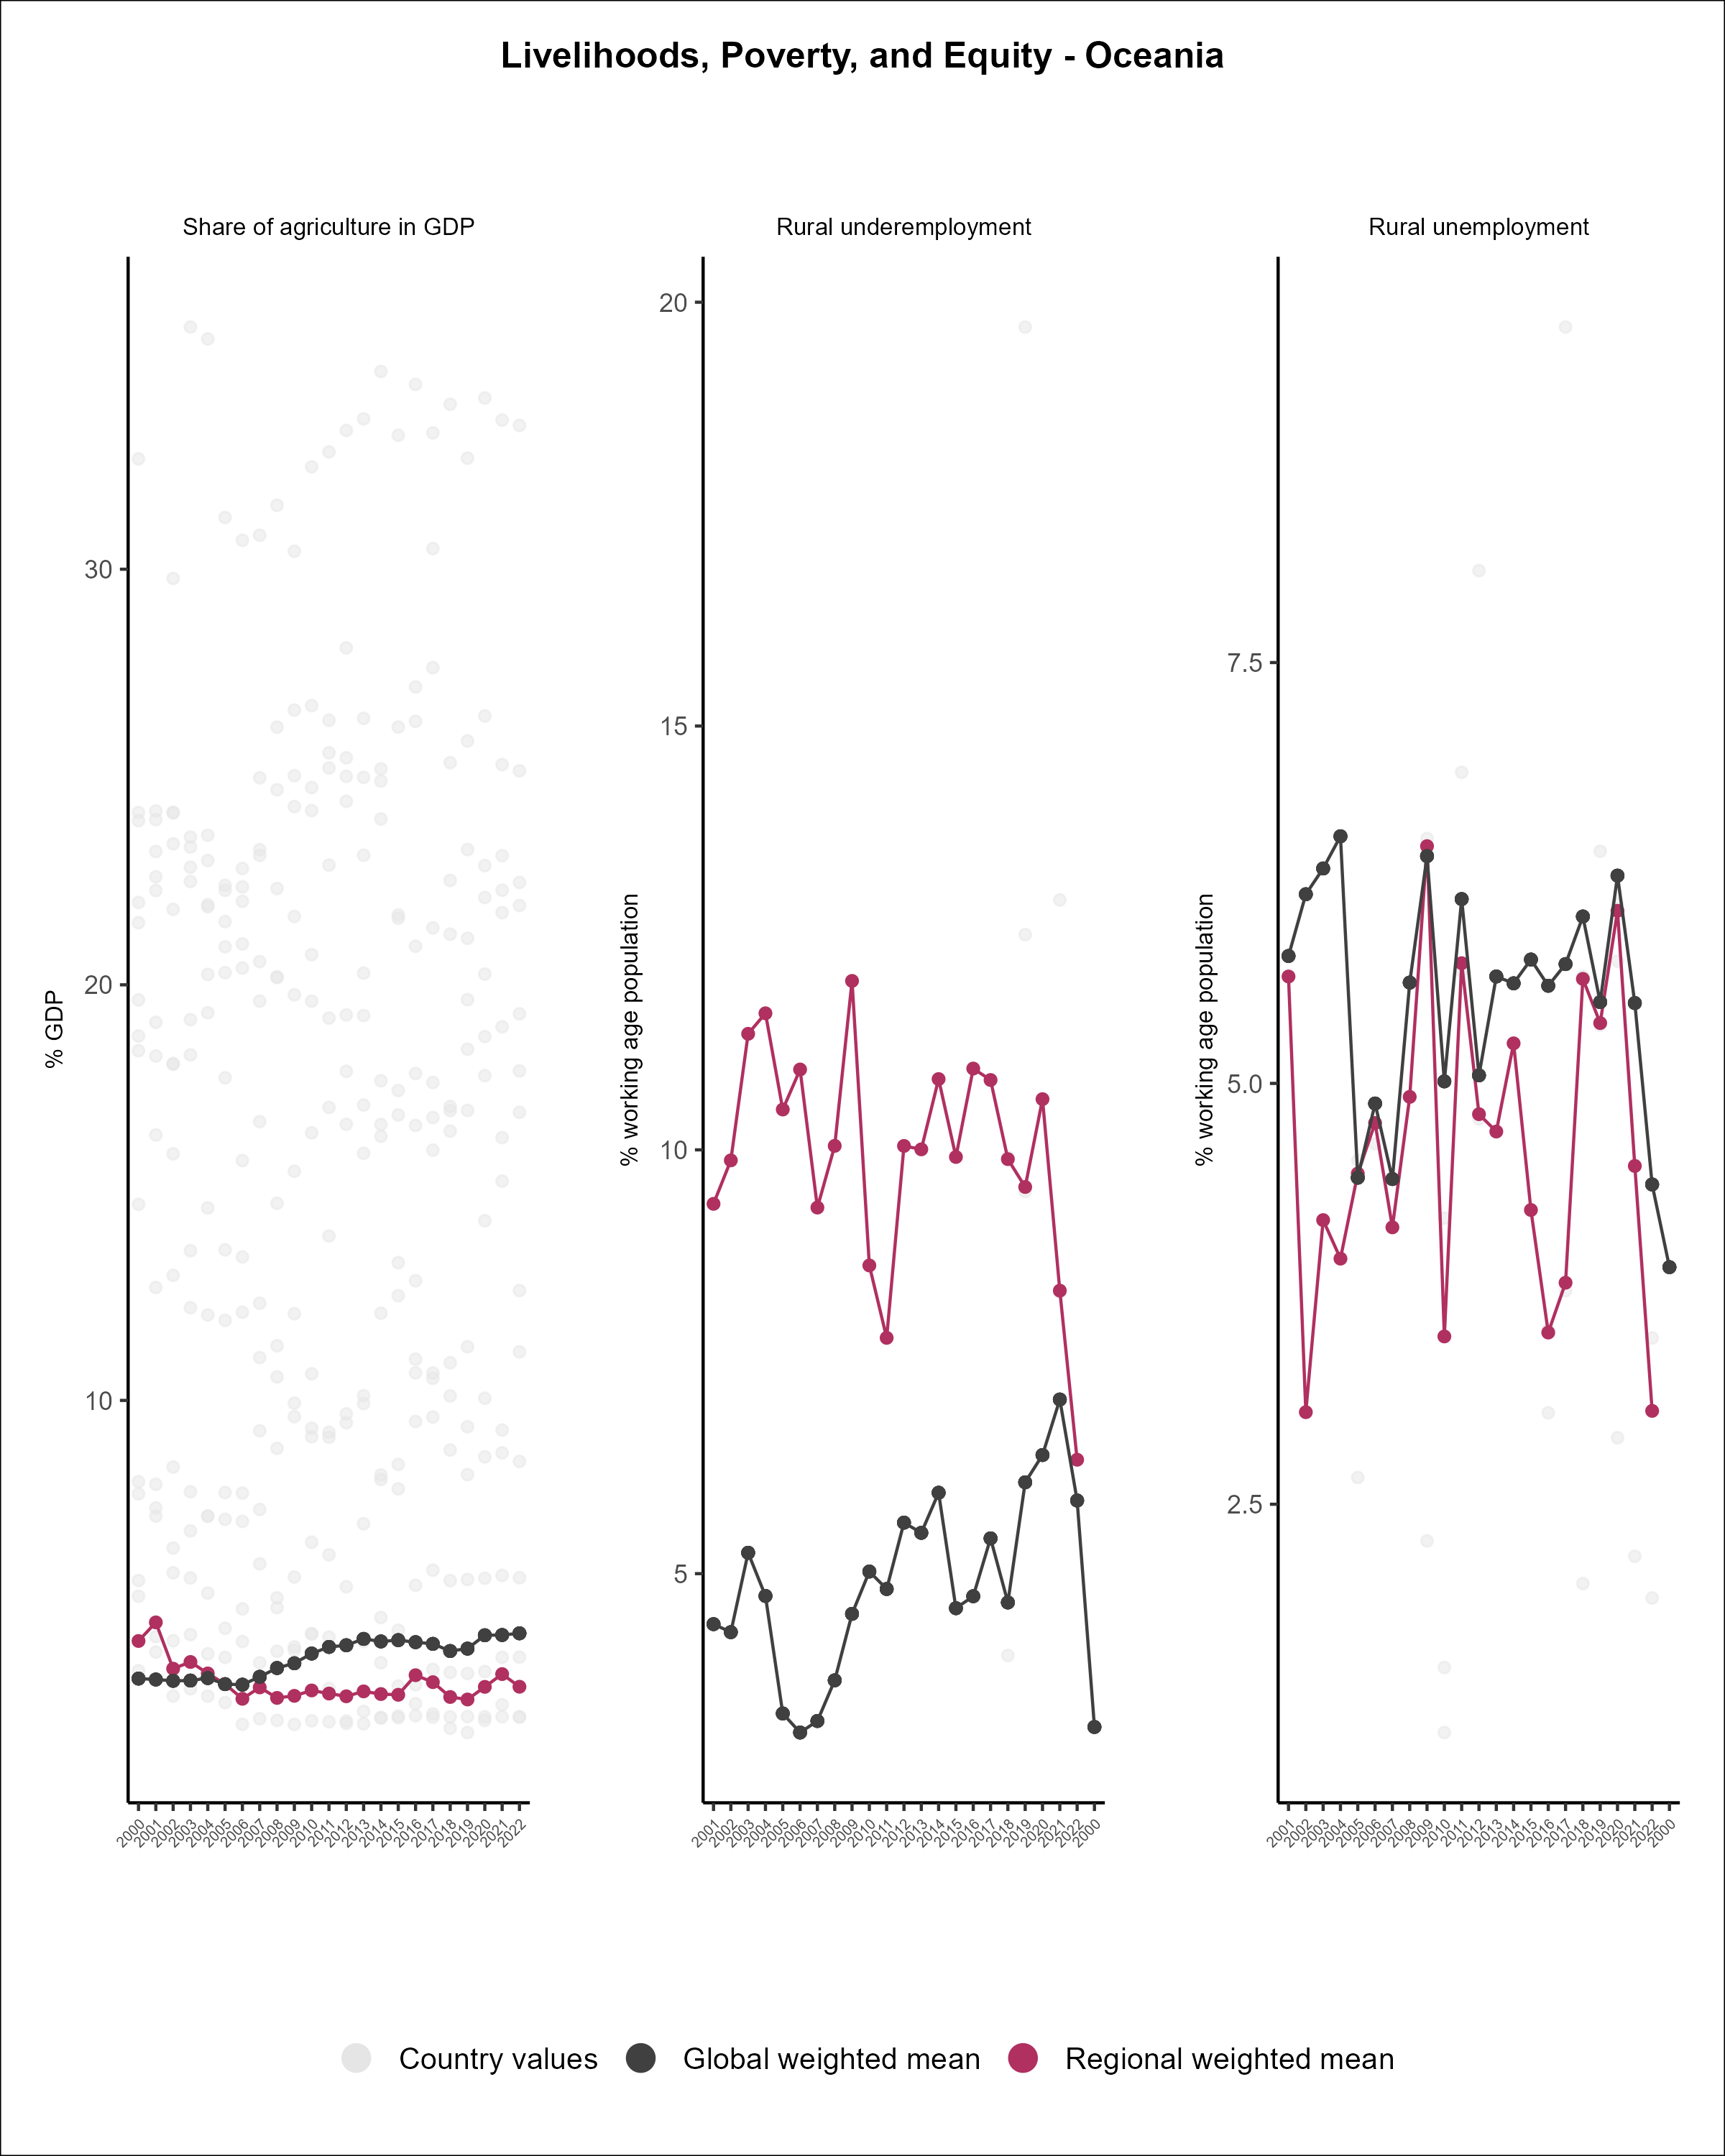 Livelihoods, Poverty, and Equity - Oceania
Share of agriculture in GDP
% GDP
30
20
10
2000 2001 2002 2003 2004 2005 2006 2007 2008 2009 2010 2011 2012 2013 2014 2015 2016 2017 2018 2019 2020 2021 2022
Rural underemployment
% working age population
20
15
10
5
2001 2002 2003 2004 2005 2006 2007 2008 2009 2010 2011 2012 2013 2014 2015 2016 2017 2018 2019 2020 2021 2022 2000
Rural unemployment
% working age population
7.5
5.0
2.5
2001 2002 2003 2004 2005 2006 2007 2008 2009 2010 2011 2012 2013 2014 2015 2016 2017 2018 2019 2020 2021 2022 2000
Country values Global weighted mean Regional weighted mean